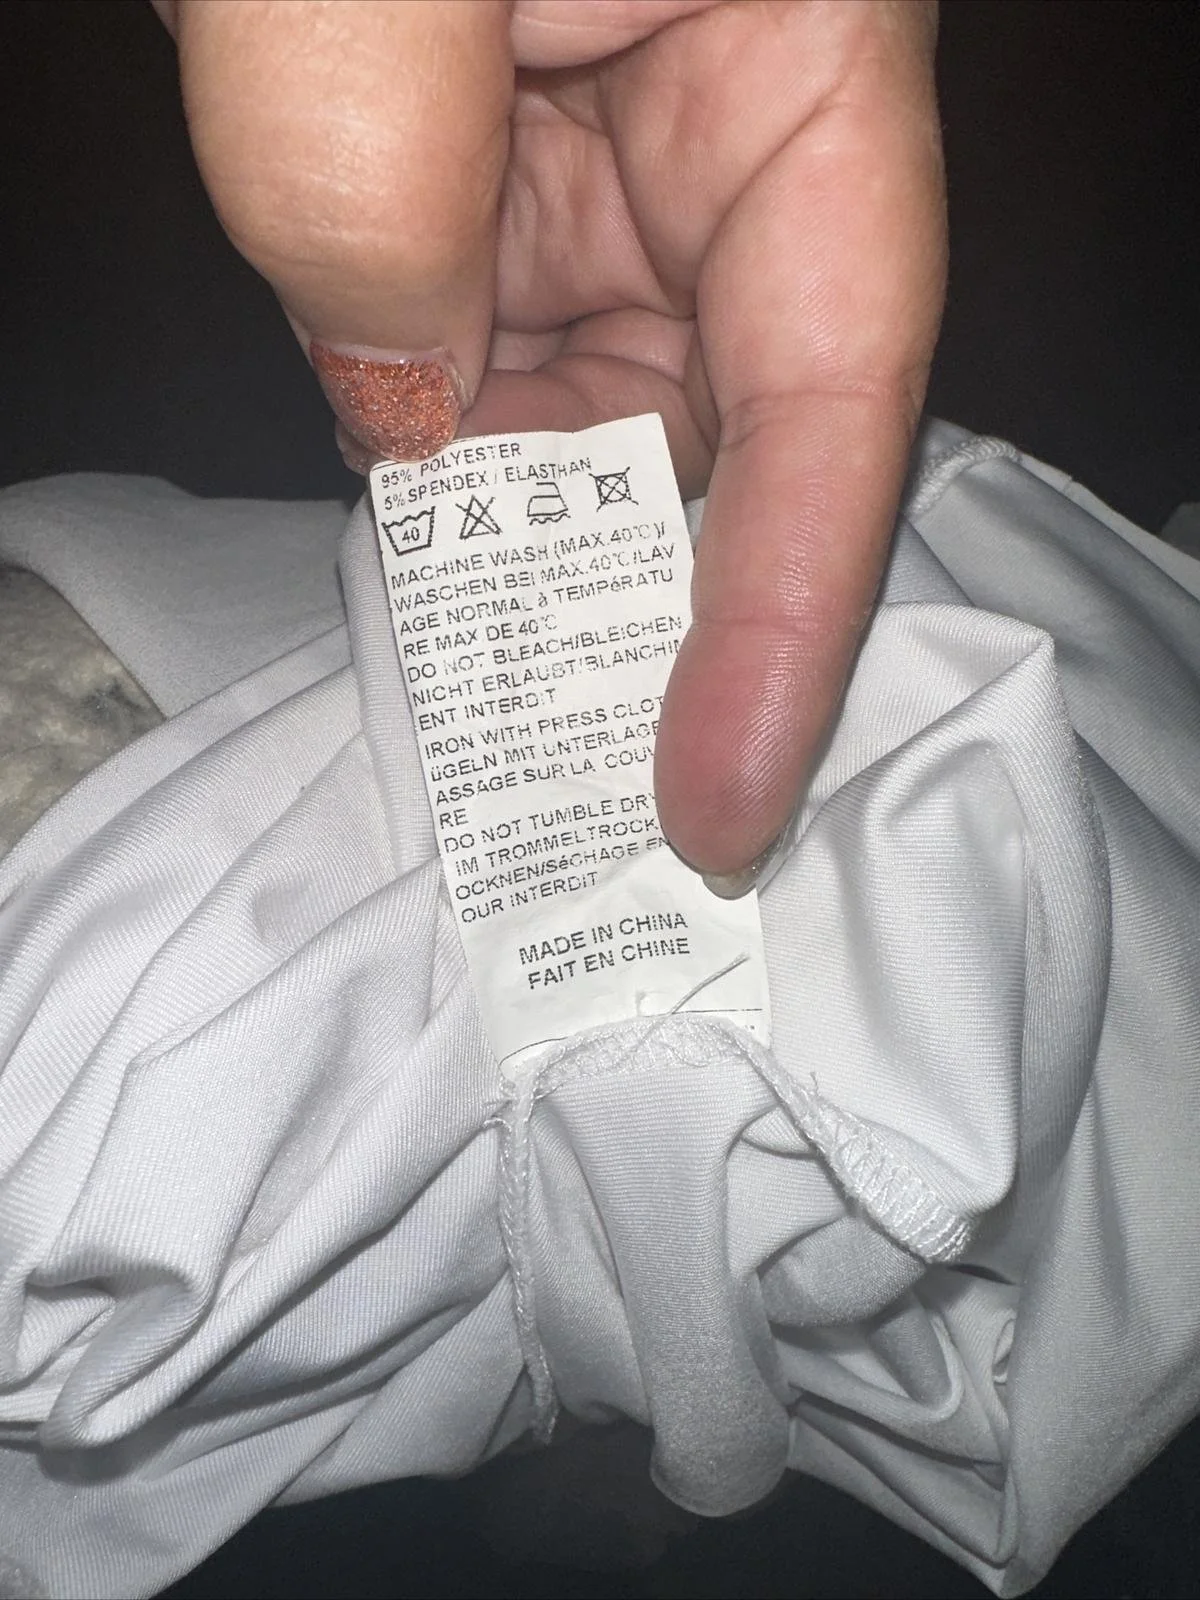 95% POLYESTER
5% SPENDEX / ELASTHAN
40
MACHINE WASH (MAX.40℃)/
WASCHEN BEI MAX.40℃/LAV
AGE NORMAL à TEMPéRATU
RE MAX DE 40℃
DO NOT BLEACH/BLEICHEN
NICHT ERLAUBT/BLANCHIM
ENT INTERDIT
IRON WITH PRESS CLOT
üGELN MIT UNTERLAGE
ASSAGE SUR LA COUV
RE
DO NOT TUMBLE DRY
IM TROMMELTROCK
OCKNEN/SéCHAGE EN
OUR INTERDIT
MADE IN CHINA
FAIT EN CHINE